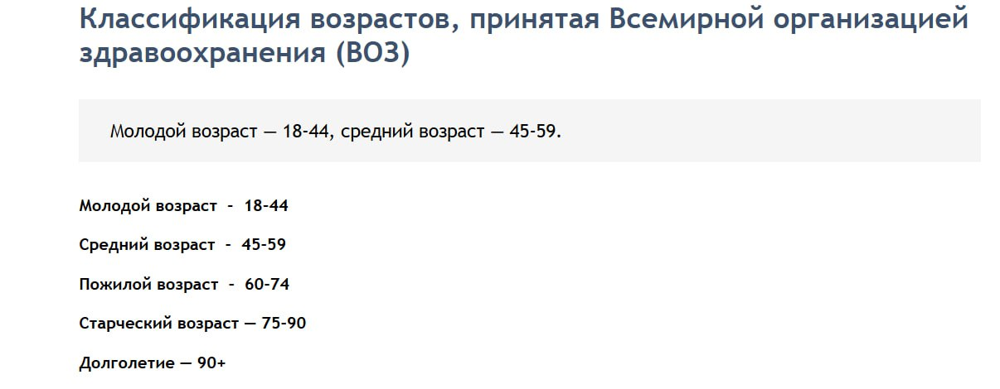 Классификация возрастов, принятая Всемирной организацией
здравоохранения (ВОЗ)
Молодой возраст — 18-44, средний возраст — 45-59.
Молодой возраст - 18-44
Средний возраст - 45-59
Пожилой возраст - 60-74
Старческий возраст — 75-90
Долголетие — 90+